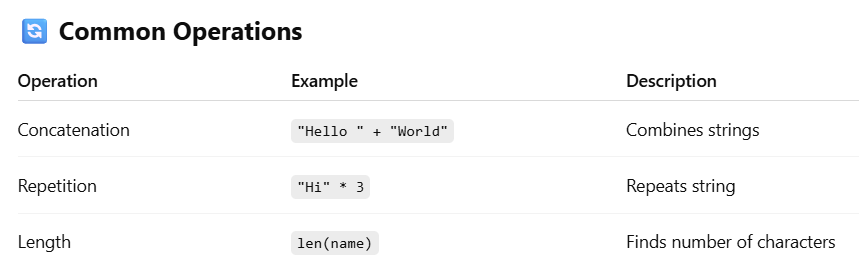 🔄 Common Operations
Operation Example Description
Concatenation "Hello " + "World" Combines strings
Repetition "Hi" * 3 Repeats string
Length len(name) Finds number of characters